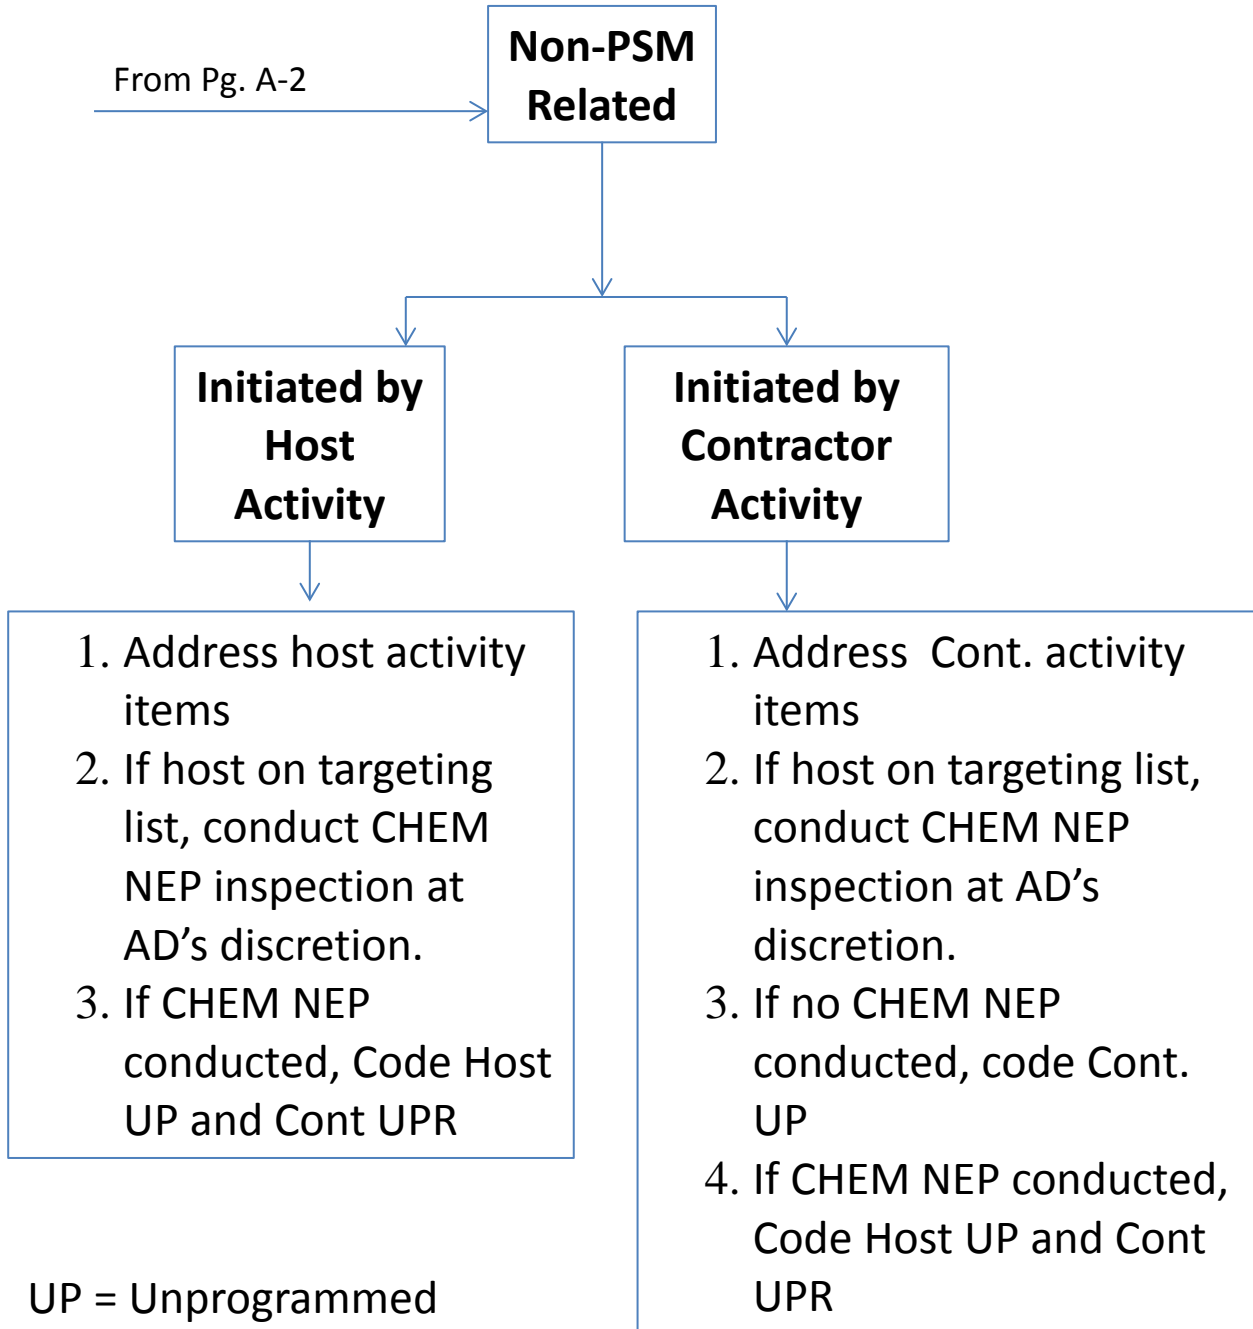 Non-PSM
Related
From Pg. A-2
Initiated by
Host
Activity
Initiated by
Contractor
Activity
1. Address host activity
items
2. If host on targeting
list, conduct CHEM
NEP inspection at
AD’s discretion.
3. If CHEM NEP
conducted, Code Host
UP and Cont UPR
1. Address  Cont. activity
items
2. If host on targeting list,
conduct CHEM NEP
inspection at AD’s
discretion.
3. If no CHEM NEP
conducted, code Cont.
UP
4. If CHEM NEP conducted,
Code Host UP and Cont
UPR
UP = Unprogrammed